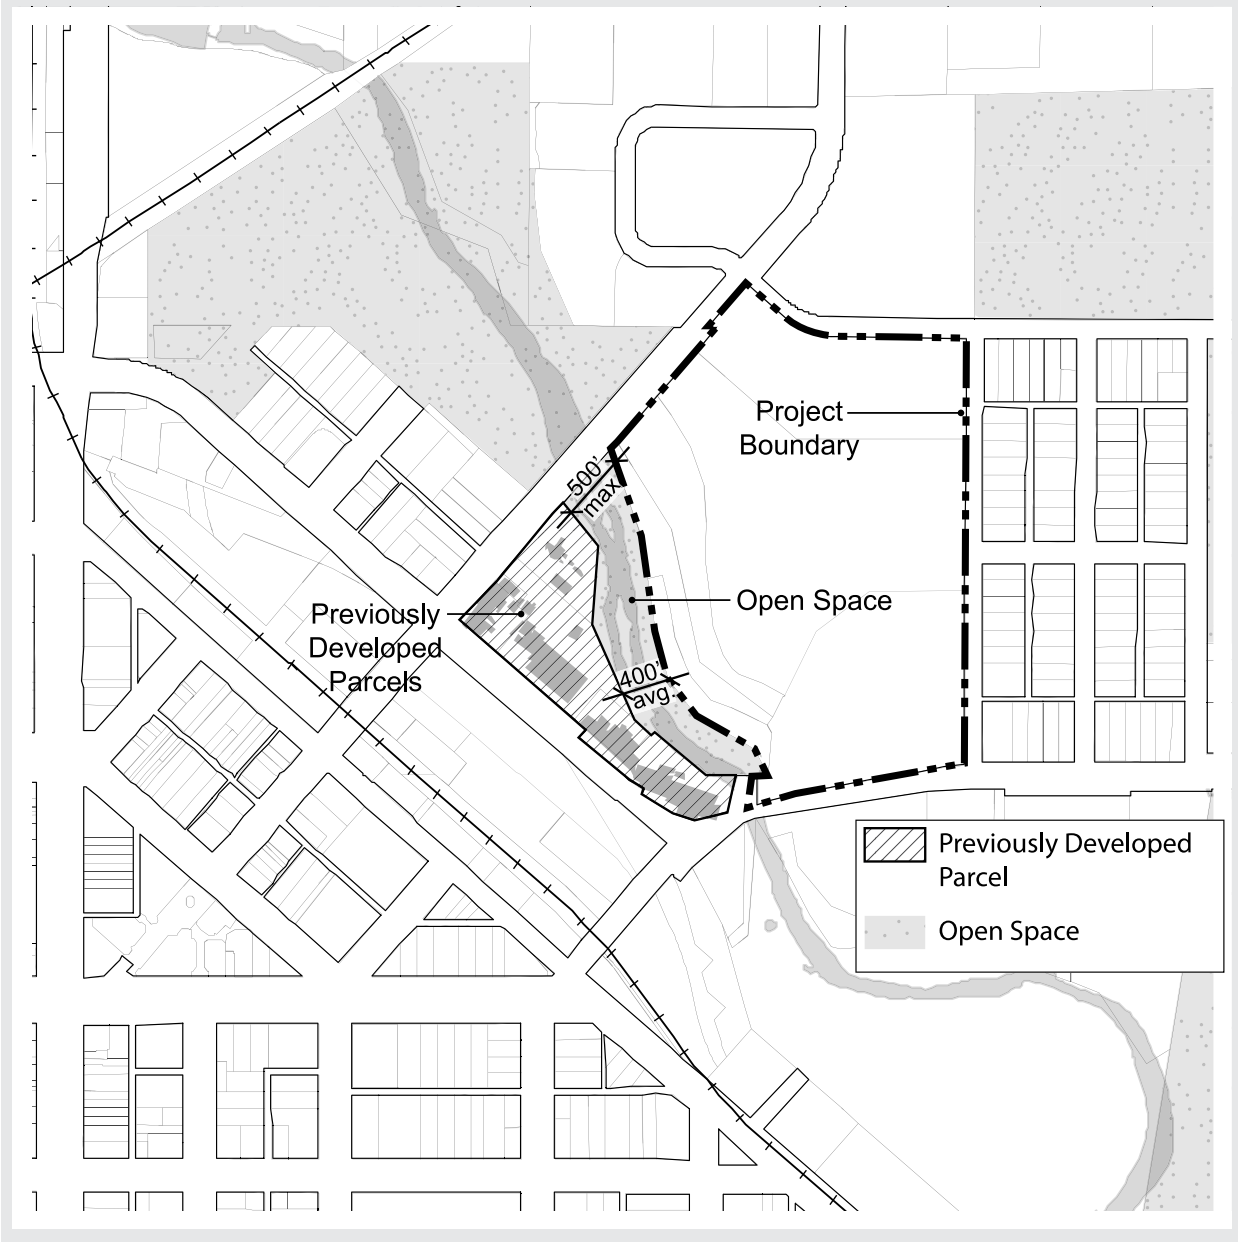 Project
Boundary
500'
max.
Open Space
Previously
Developed
Parcels
400'
avg.
Previously Developed
Parcel
Open Space